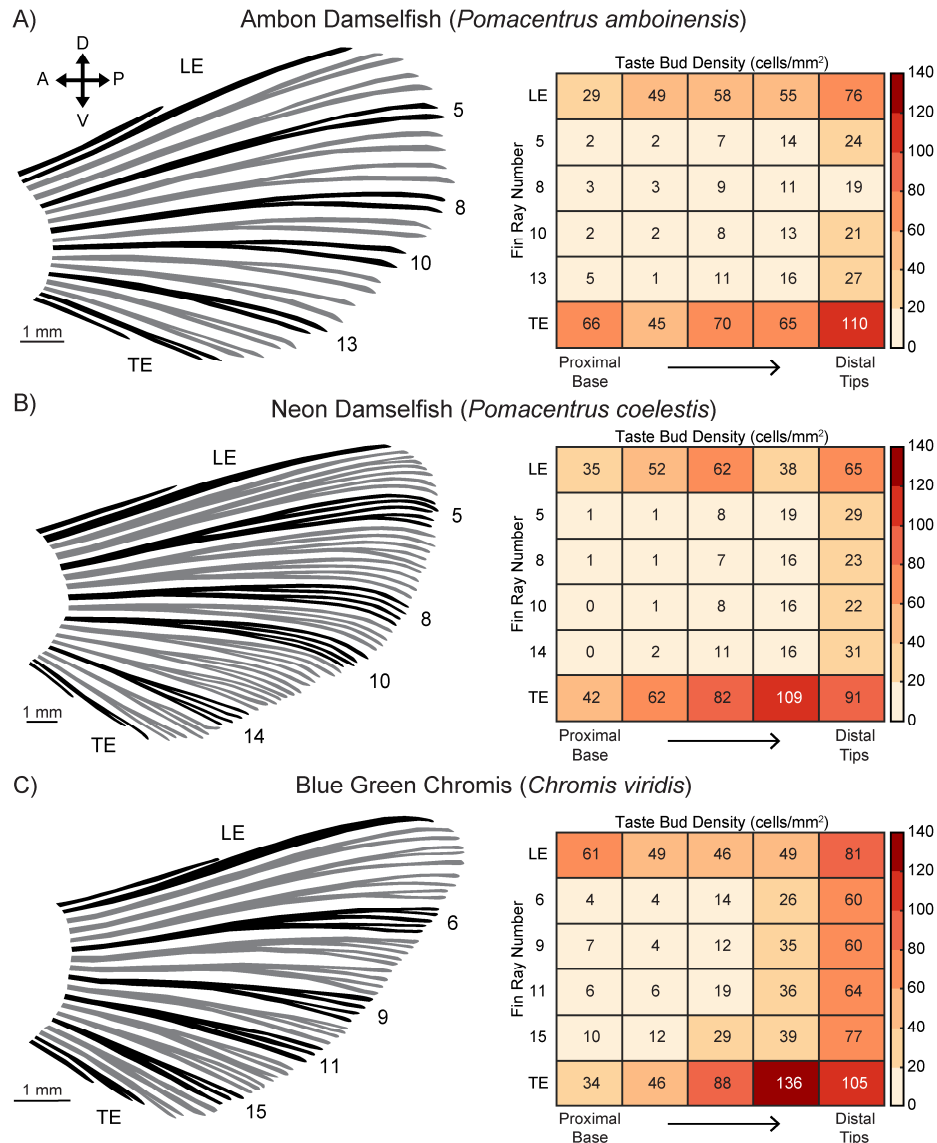 A)
Ambon Damselfish (Pomacentrus amboinensis)
D
A P
V
LE
5
8
10
13
TE
1 mm
Taste Bud Density (cells/mm²)
Fin Ray Number
LE 29 49 58 55 76
5 2 2 7 14 24
8 3 3 9 11 19
10 2 2 8 13 21
13 5 1 11 16 27
TE 66 45 70 65 110
Proximal Base
Distal Tips
140
120
100
80
60
40
20
0
B)
Neon Damselfish (Pomacentrus coelestis)
LE
5
8
10
14
TE
1 mm
Taste Bud Density (cells/mm²)
Fin Ray Number
LE 35 52 62 38 65
5 1 1 8 19 29
8 1 1 7 16 23
10 0 1 8 16 22
14 0 2 11 16 31
TE 42 62 82 109 91
Proximal Base
Distal Tips
140
120
100
80
60
40
20
0
C)
Blue Green Chromis (Chromis viridis)
LE
6
9
11
15
TE
1 mm
Taste Bud Density (cells/mm²)
Fin Ray Number
LE 61 49 46 49 81
6 4 4 14 26 60
9 7 4 12 35 60
11 6 6 19 36 64
15 10 12 29 39 77
TE 34 46 88 136 105
Proximal Base
Distal Tips
140
120
100
80
60
40
20
0